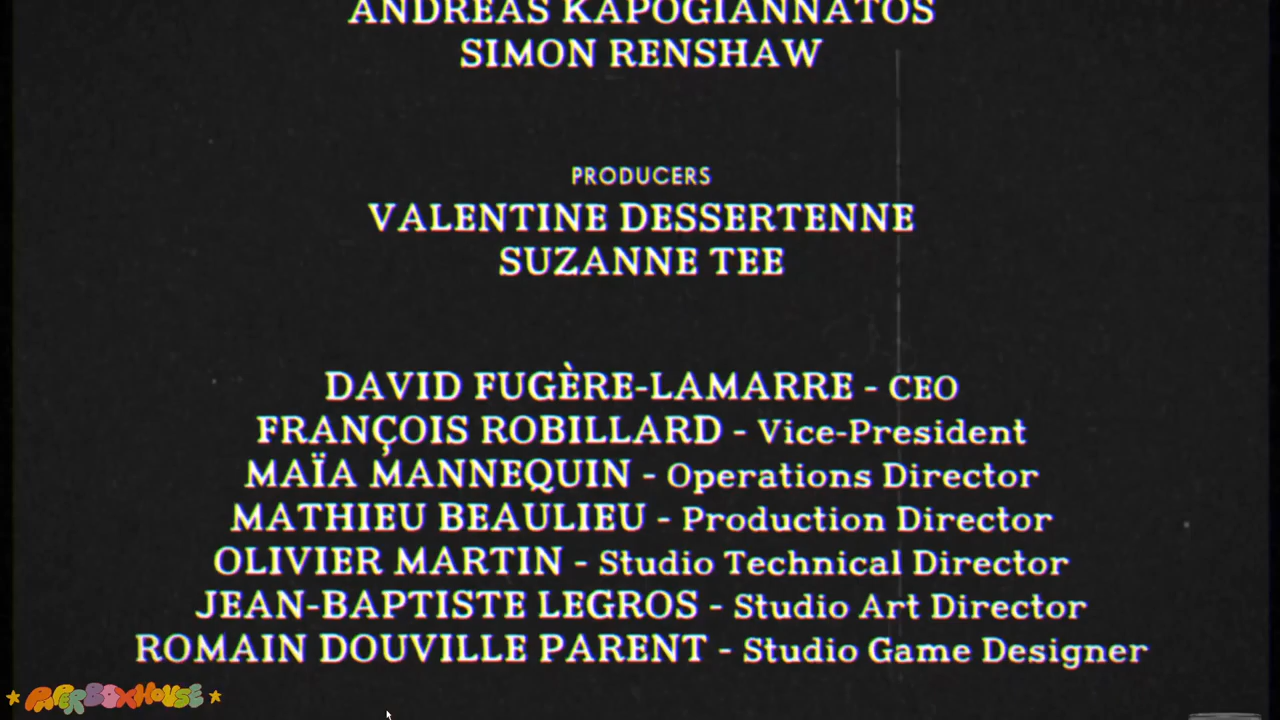 ANDREAS KAPOGIANNATOS
SIMON RENSHAW
PRODUCERS
VALENTINE DESSERTENNE
SUZANNE TEE
DAVID FUGÈRE-LAMARRE - CEO
FRANÇOIS ROBILLARD - Vice-President
MAÏA MANNEQUIN - Operations Director
MATHIEU BEAULIEU - Production Director
OLIVIER MARTIN - Studio Technical Director
JEAN-BAPTISTE LEGROS - Studio Art Director
ROMAIN DOUVILLE PARENT - Studio Game Designer
PAPERBOXHOUSE